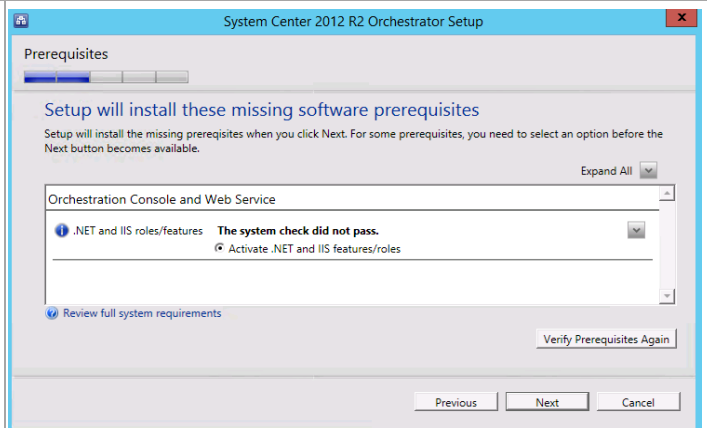 System Center 2012 R2 Orchestrator Setup
x
Prerequisites
Setup will install these missing software prerequisites
Setup will install the missing prereqisites when you click Next. For some prerequisites, you need to select an option before the
Next button becomes available.
Expand All
Orchestration Console and Web Service
.NET and IIS roles/features The system check did not pass.
Activate .NET and IIS features/roles
Review full system requirements
Verify Prerequisites Again
Previous Next Cancel